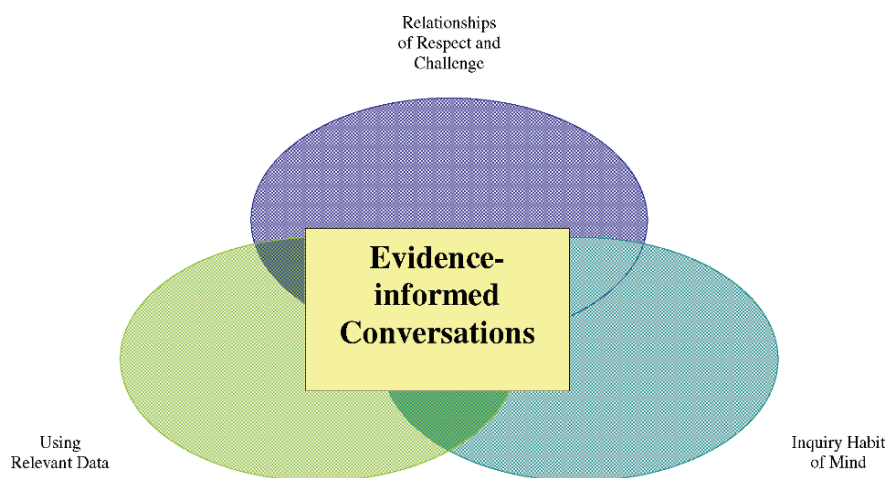 Relationships
of Respect and
Challenge
Evidence-
informed
Conversations
Using
Relevant Data
Inquiry Habit
of Mind